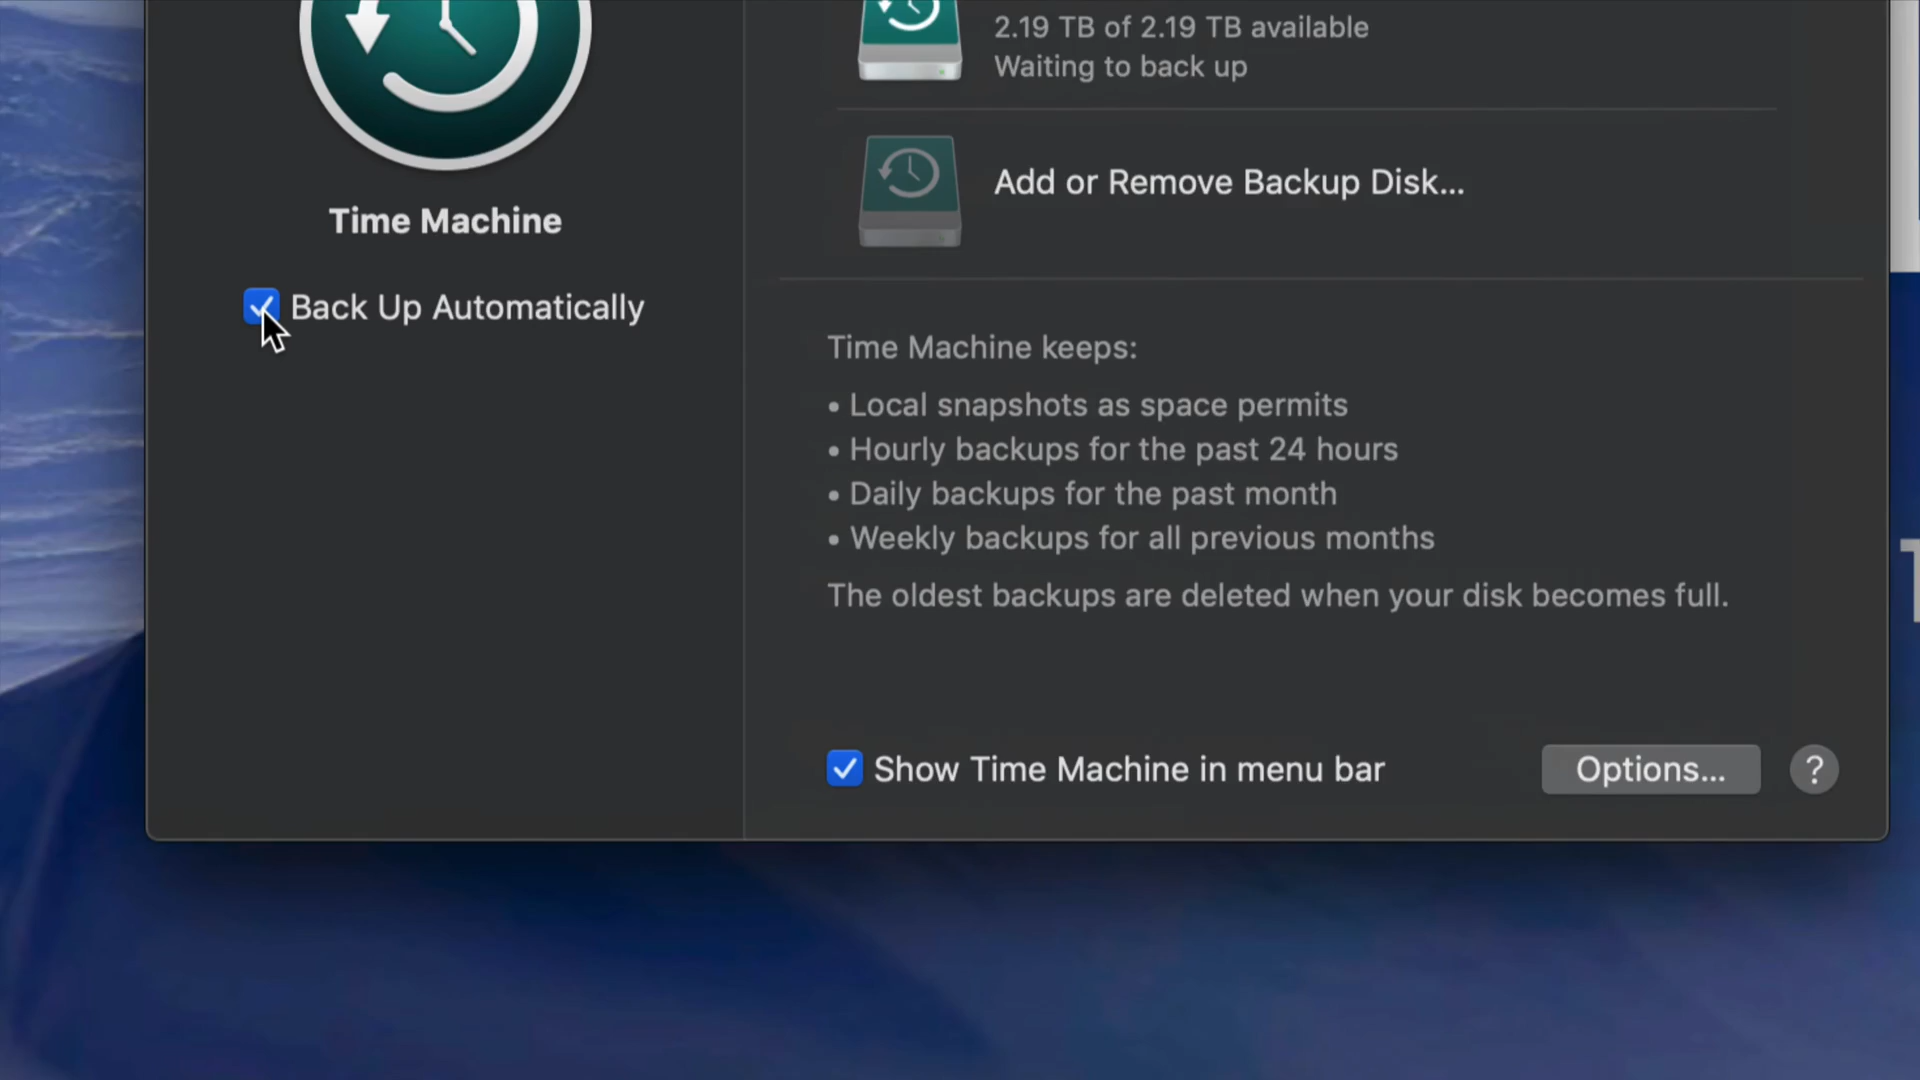 2.19 TB of 2.19 TB available
Waiting to back up
Add or Remove Backup Disk...
Time Machine
Back Up Automatically
Time Machine keeps:
• Local snapshots as space permits
• Hourly backups for the past 24 hours
• Daily backups for the past month
• Weekly backups for all previous months
The oldest backups are deleted when your disk becomes full.
Show Time Machine in menu bar
Options...
?